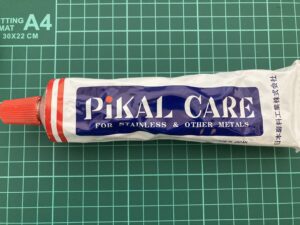 CUTTING
MAT A4
30X22 CM
PiKAL CARE
FOR STAINLESS & OTHER METALS
日本磨料工業株式会社